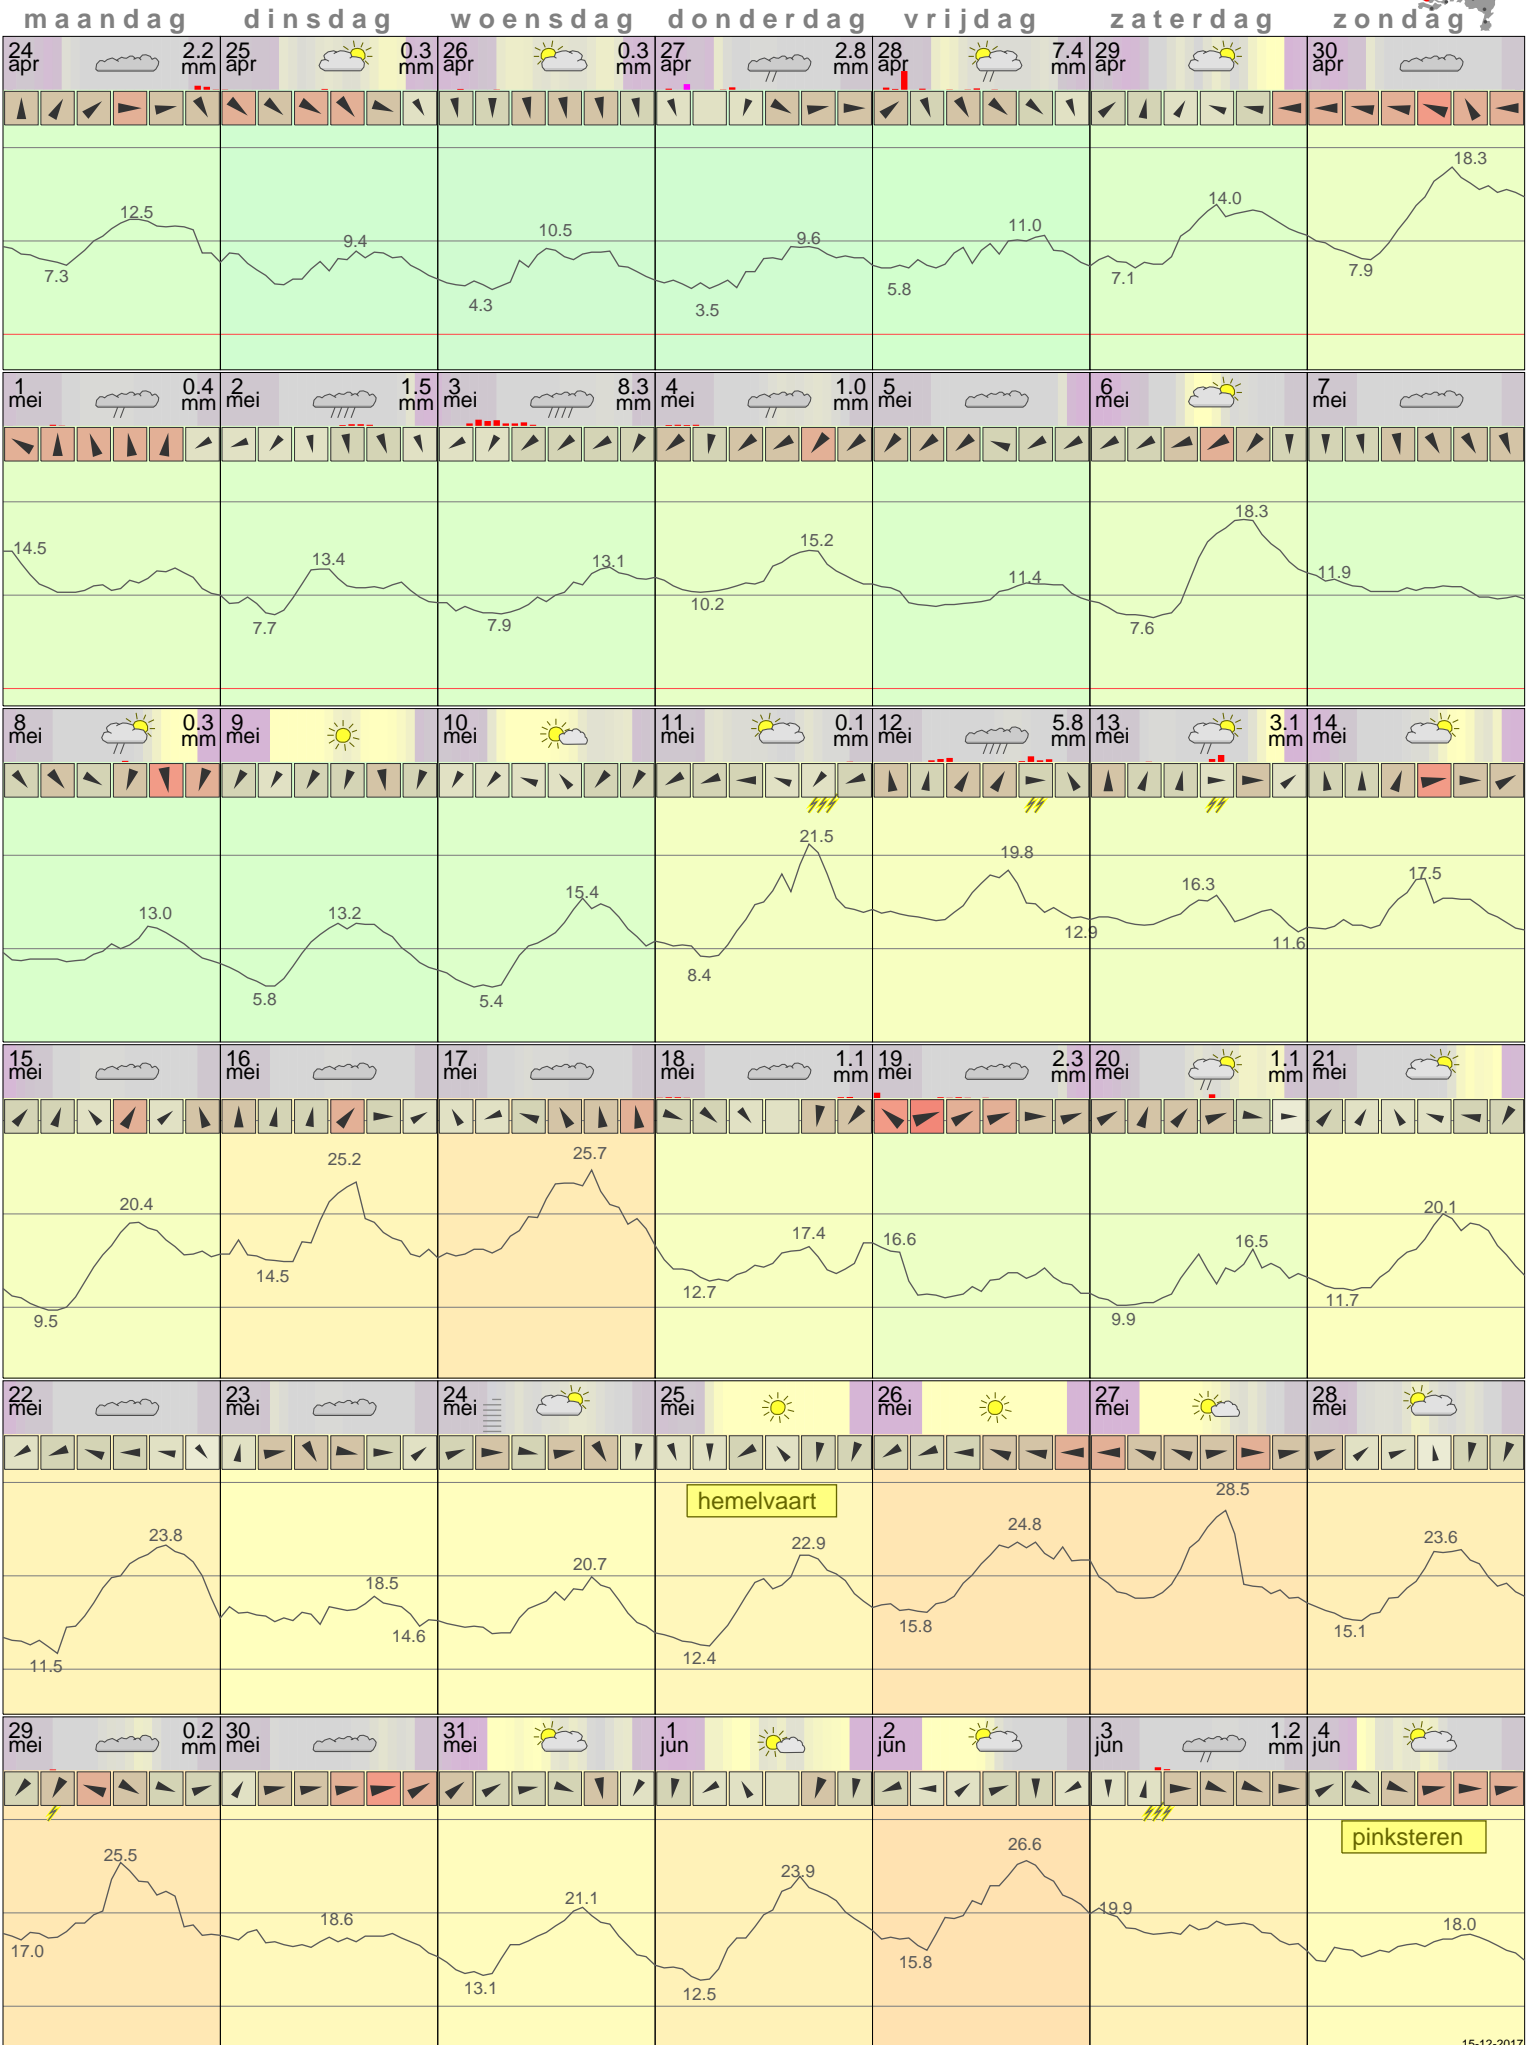 maandag dinsdag woensdag donderdag vrijdag zaterdag zondag
24 apr 2.2 mm 25 apr 0.3 mm 26 apr 0.3 mm 27 apr 2.8 mm 28 apr 7.4 mm 29 apr 30 apr
12.5 7.3 9.4 10.5 4.3 9.6 3.5 11.0 5.8 14.0 7.1 18.3 7.9
1 mei 0.4 mm 2 mei 1.5 mm 3 mei 8.3 mm 4 mei 1.0 mm 5 mei 6 mei 7 mei
14.5 13.4 7.7 13.1 7.9 15.2 10.2 11.4 18.3 7.6 11.9
8 mei 0.3 mm 9 mei 10 mei 11 mei 0.1 mm 12 mei 5.8 mm 13 mei 3.1 mm 14 mei
13.0 13.2 5.8 15.4 5.4 21.5 8.4 19.8 12.9 16.3 11.6 17.5
15 mei 16 mei 17 mei 18 mei 1.1 mm 19 mei 2.3 mm 20 mei 1.1 mm 21 mei
20.4 9.5 25.2 14.5 25.7 17.4 12.7 16.6 16.5 9.9 20.1 11.7
22 mei 23 mei 24 mei 25 mei 26 mei 27 mei 28 mei
hemelvaart
23.8 11.5 18.5 14.6 20.7 22.9 12.4 24.8 15.8 28.5 23.6 15.1
29 mei 0.2 mm 30 mei 31 mei 1 jun 2 jun 3 jun 1.2 mm 4 jun
pinksteren
25.5 17.0 18.6 21.1 13.1 23.9 12.5 26.6 15.8 19.9 18.0
15-12-2017